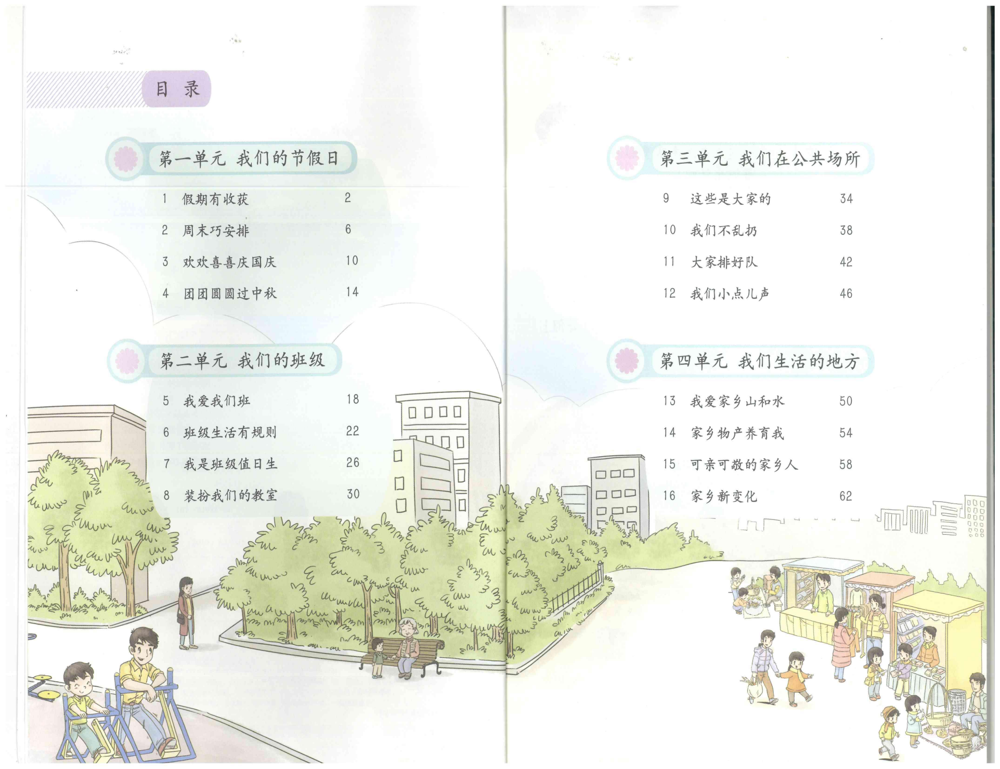 目 录
第一单元 我们的节假日
1 假期有收获 2
2 周末巧安排 6
3 欢欢喜喜庆国庆 10
4 团团圆圆过中秋 14
第二单元 我们的班级
5 我爱我们班 18
6 班级生活有规则 22
7 我是班级值日生 26
8 装扮我们的教室 30
第三单元 我们在公共场所
9 这些是大家的 34
10 我们不乱扔 38
11 大家排好队 42
12 我们小点儿声 46
第四单元 我们生活的地方
13 我爱家乡山和水 50
14 家乡物产养育我 54
15 可亲可敬的家乡人 58
16 家乡新变化 62